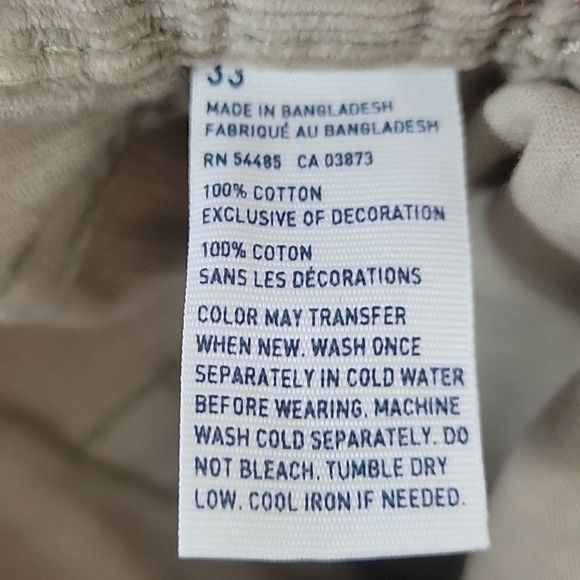 33
MADE IN BANGLADESH
FABRIQUÉ AU BANGLADESH
RN 54485 CA 03873
100% COTTON
EXCLUSIVE OF DECORATION
100% COTON
SANS LES DÉCORATIONS
COLOR MAY TRANSFER
WHEN NEW. WASH ONCE
SEPARATELY IN COLD WATER
BEFORE WEARING. MACHINE
WASH COLD SEPARATELY. DO
NOT BLEACH. TUMBLE DRY
LOW. COOL IRON IF NEEDED.